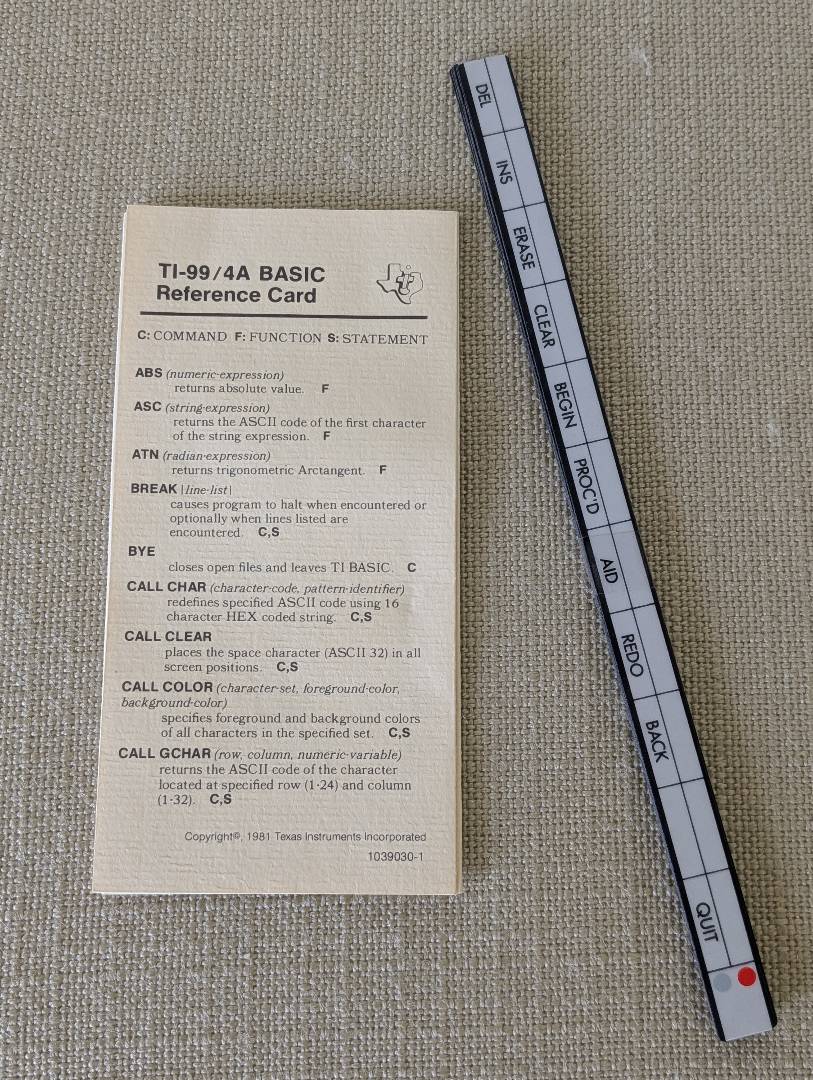 TI-99/4A BASIC
Reference Card
C: COMMAND F: FUNCTION S: STATEMENT
ABS (numeric-expression)
returns absolute value. F
ASC (string-expression)
returns the ASCII code of the first character
of the string expression. F
ATN (radian-expression)
returns trigonometric Arctangent. F
BREAK [line-list]
causes program to halt when encountered or
optionally when lines listed are
encountered. C,S
BYE
closes open files and leaves TI BASIC. C
CALL CHAR (character-code, pattern-identifier)
redefines specified ASCII code using 16
character HEX coded string. C,S
CALL CLEAR
places the space character (ASCII 32) in all
screen positions. C,S
CALL COLOR (character-set, foreground-color,
background-color)
specifies foreground and background colors
of all characters in the specified set. C,S
CALL GCHAR (row, column, numeric-variable)
returns the ASCII code of the character
located at specified row (1-24) and column
(1-32). C,S
Copyright©, 1981 Texas Instruments Incorporated
1039030-1
DEL
INS
ERASE
CLEAR
BEGIN
PROC'D
AID
REDO
BACK
QUIT